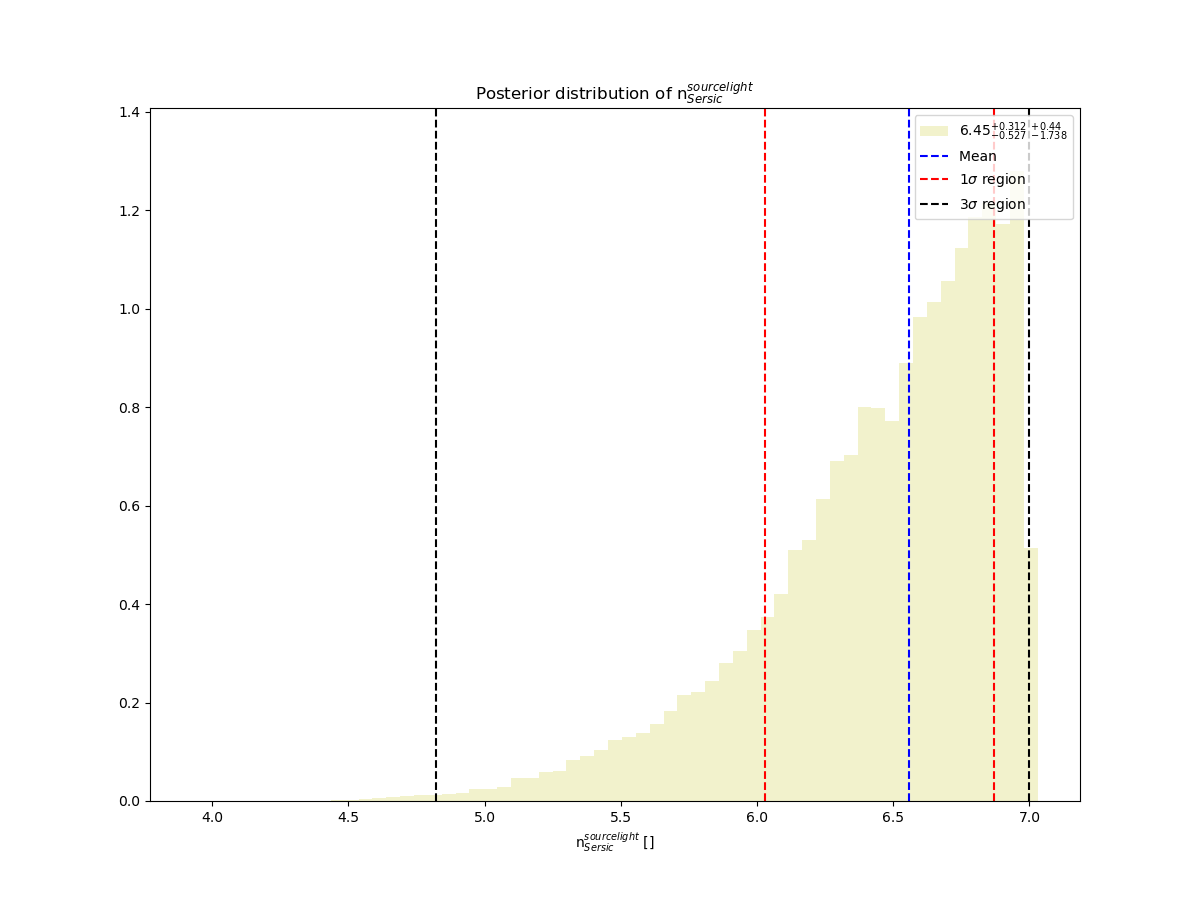 Posterior distribution of n^{sourcelight}_{Sersic}
6.45^{+0.312}_{-0.527} ^{+0.44}_{-1.738}
Mean
1σ region
3σ region
1.4
1.2
1.0
0.8
0.6
0.4
0.2
0.0
4.0 4.5 5.0 5.5 6.0 6.5 7.0
n^{sourcelight}_{Sersic} []